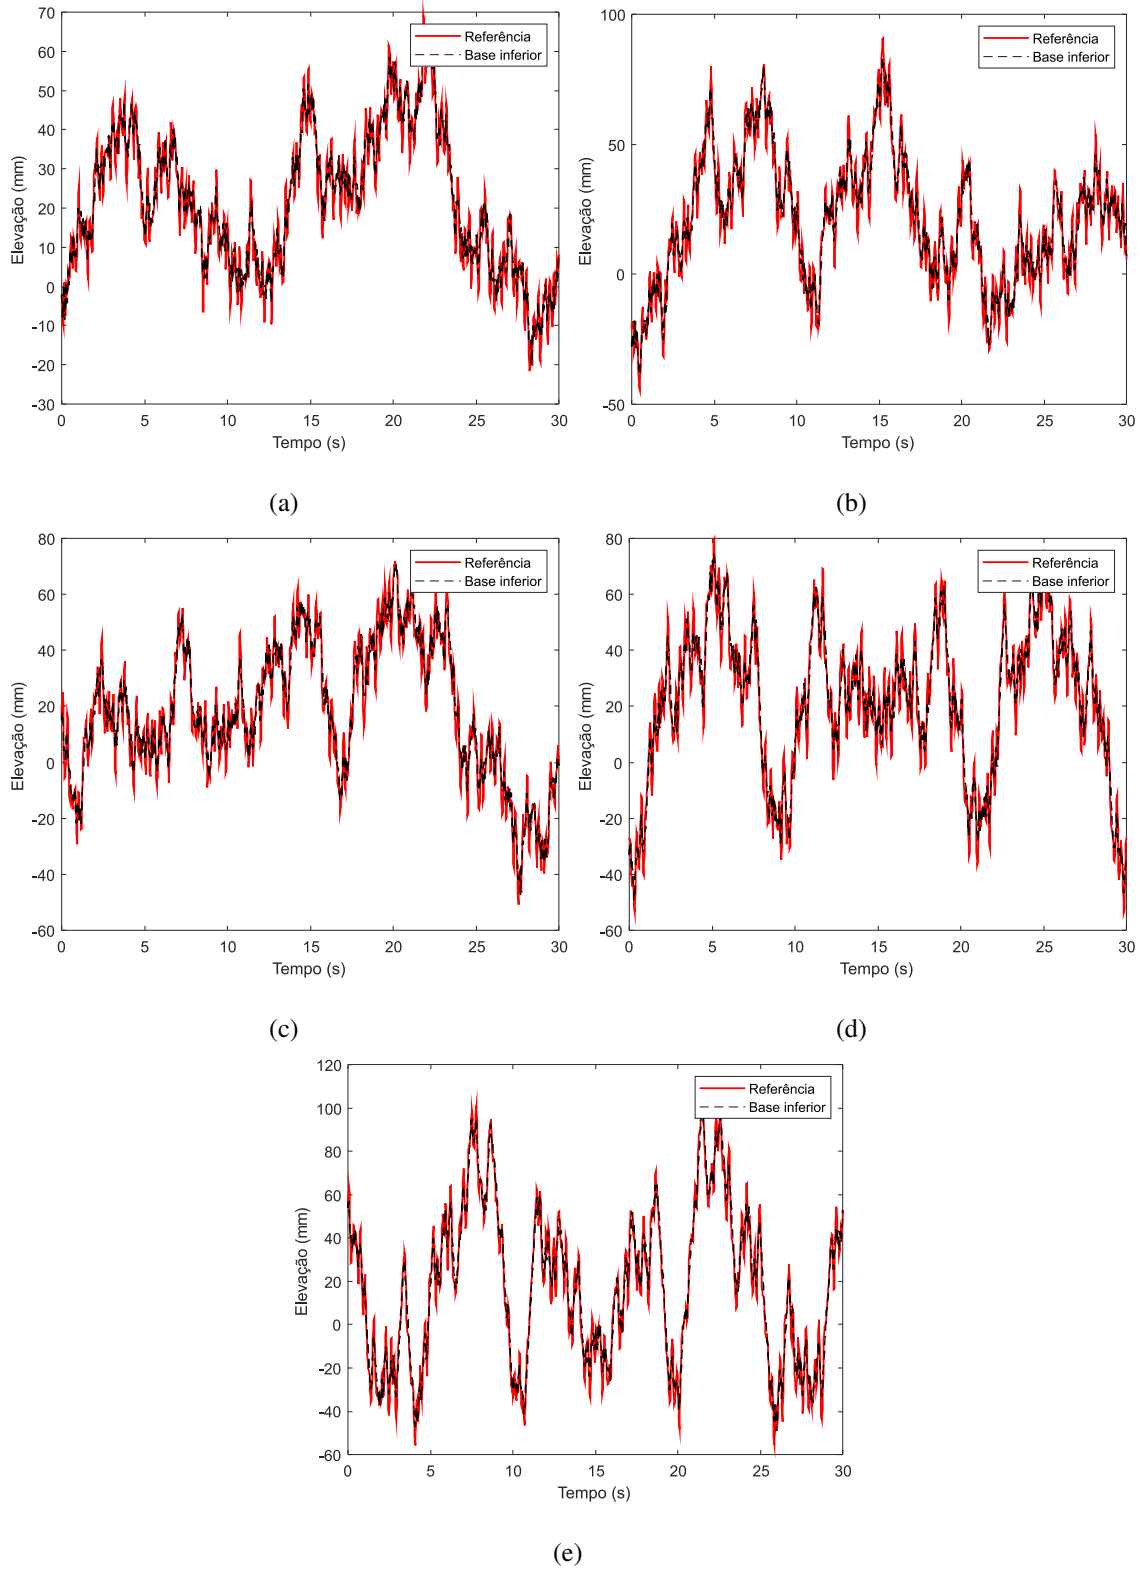 70
60
50
40
30
20
10
0
-10
-20
-30
Elevação (mm)
Referência
Base inferior
0 5 10 15 20 25 30
Tempo (s)
(a)
100
50
0
-50
Elevação (mm)
Referência
Base inferior
0 5 10 15 20 25 30
Tempo (s)
(b)
80
60
40
20
0
-20
-40
-60
Elevação (mm)
Referência
Base inferior
0 5 10 15 20 25 30
Tempo (s)
(c)
80
60
40
20
0
-20
-40
-60
Elevação (mm)
Referência
Base inferior
0 5 10 15 20 25 30
Tempo (s)
(d)
120
100
80
60
40
20
0
-20
-40
-60
Elevação (mm)
Referência
Base inferior
0 5 10 15 20 25 30
Tempo (s)
(e)